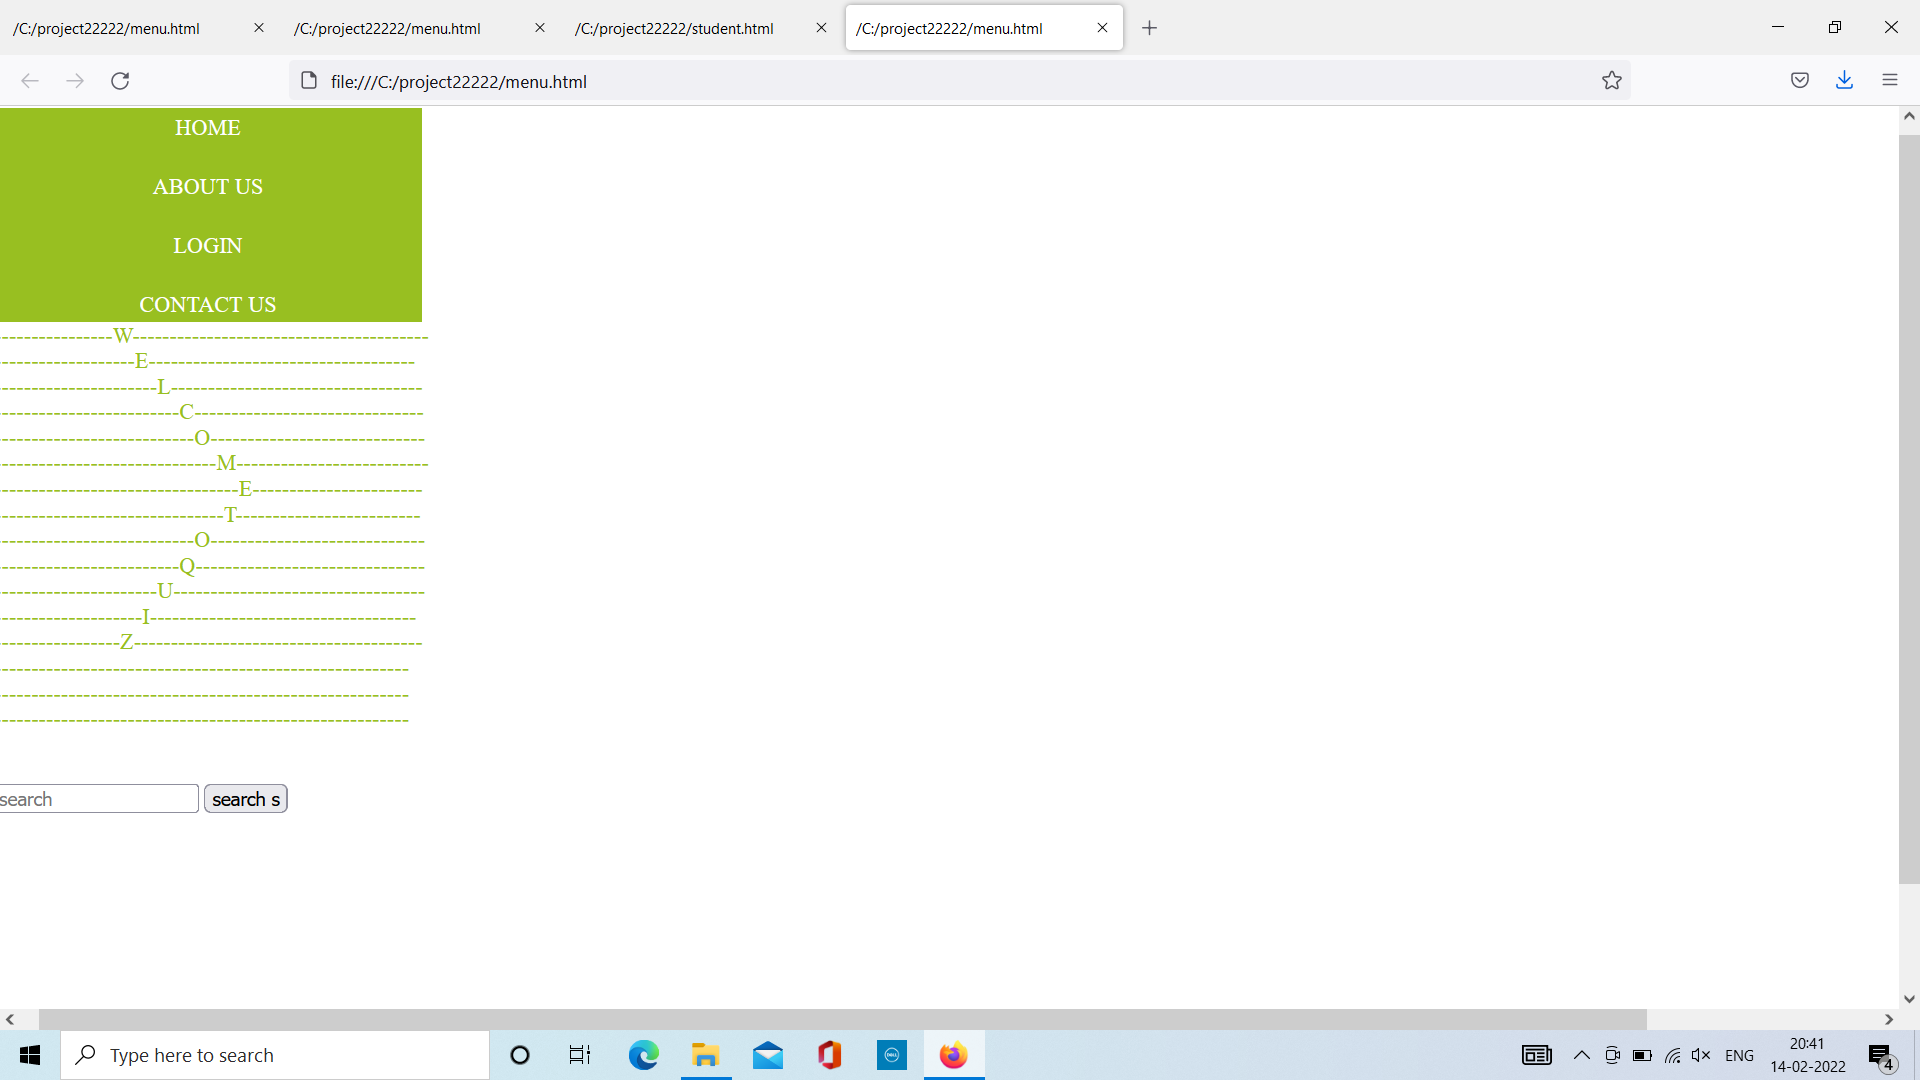 /C:/project22222/menu.html /C:/project22222/menu.html /C:/project22222/student.html /C:/project22222/menu.html
file:///C:/project22222/menu.html
HOME
ABOUT US
LOGIN
CONTACT US
----------------W----------------------------------------
-------------------E------------------------------------
----------------------L----------------------------------
-------------------------C-------------------------------
---------------------------O-----------------------------
------------------------------M--------------------------
---------------------------------E-----------------------
-------------------------------T-------------------------
---------------------------O-----------------------------
-------------------------Q-------------------------------
----------------------U----------------------------------
--------------------I------------------------------------
-----------------Z---------------------------------------
--------------------------------------------------------
--------------------------------------------------------
--------------------------------------------------------
search search s
Type here to search
DELL
ENG
20:41
14-02-2022
4